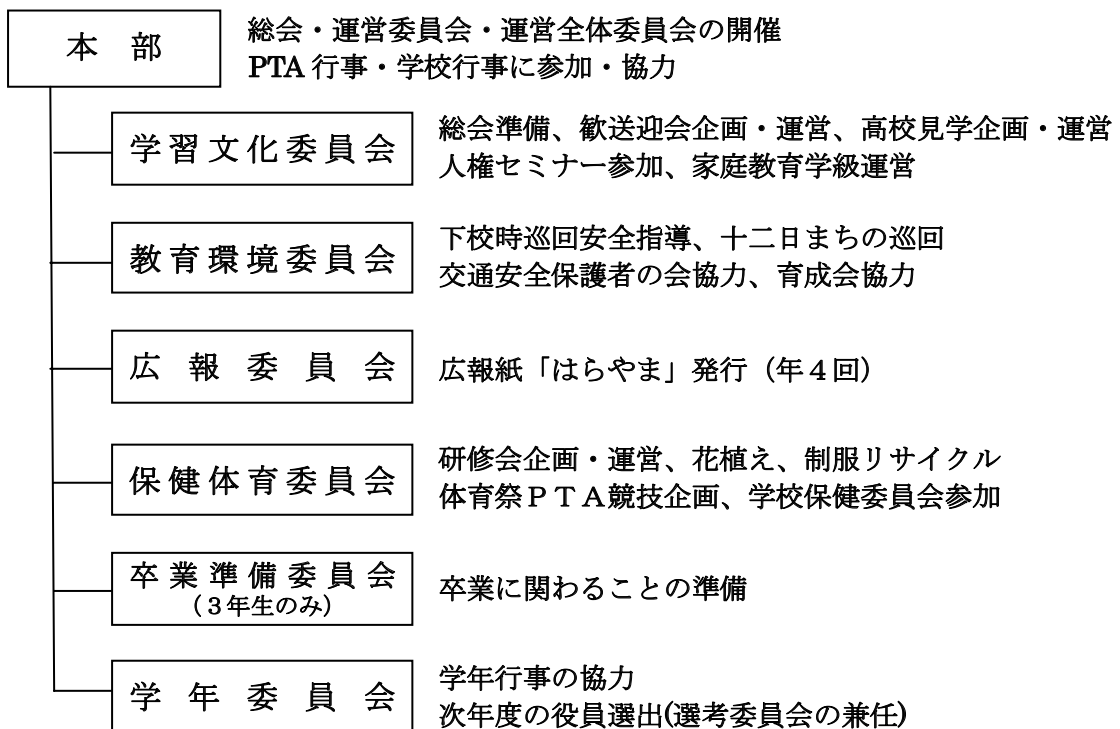 本 部
総会・運営委員会・運営全体委員会の開催
PTA 行事・学校行事に参加・協力
学習文化委員会
総会準備、歓送迎会企画・運営、高校見学企画・運営
人権セミナー参加、家庭教育学級運営
教育環境委員会
下校時巡回安全指導、十二日まちの巡回
交通安全保護者の会協力、育成会協力
広 報 委 員 会
広報紙「はらやま」発行（年４回）
保健体育委員会
研修会企画・運営、花植え、制服リサイクル
体育祭ＰＴＡ競技企画、学校保健委員会参加
卒業準備委員会
（３年生のみ）
卒業に関わることの準備
学 年 委 員 会
学年行事の協力
次年度の役員選出(選考委員会の兼任)